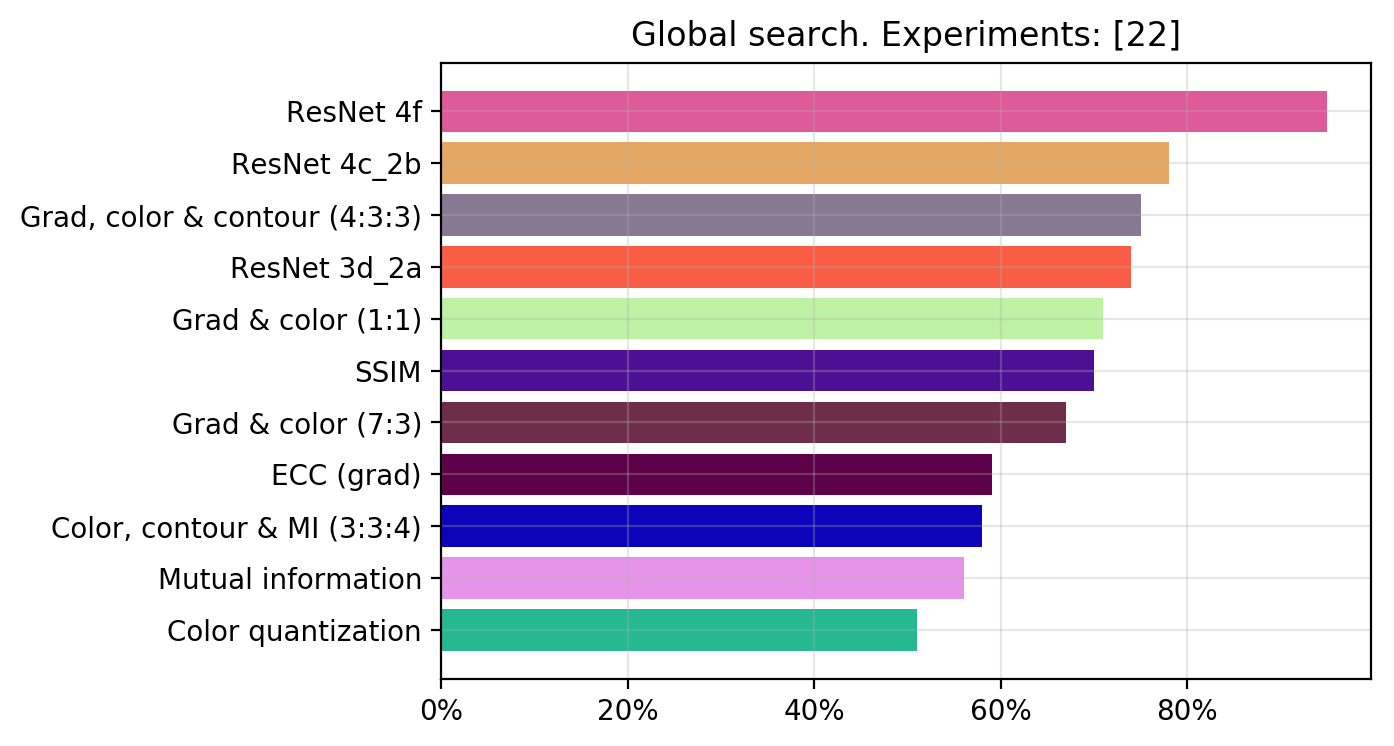 Global search. Experiments: [22]
ResNet 4f
ResNet 4c_2b
Grad, color & contour (4:3:3)
ResNet 3d_2a
Grad & color (1:1)
SSIM
Grad & color (7:3)
ECC (grad)
Color, contour & MI (3:3:4)
Mutual information
Color quantization
0% 20% 40% 60% 80%